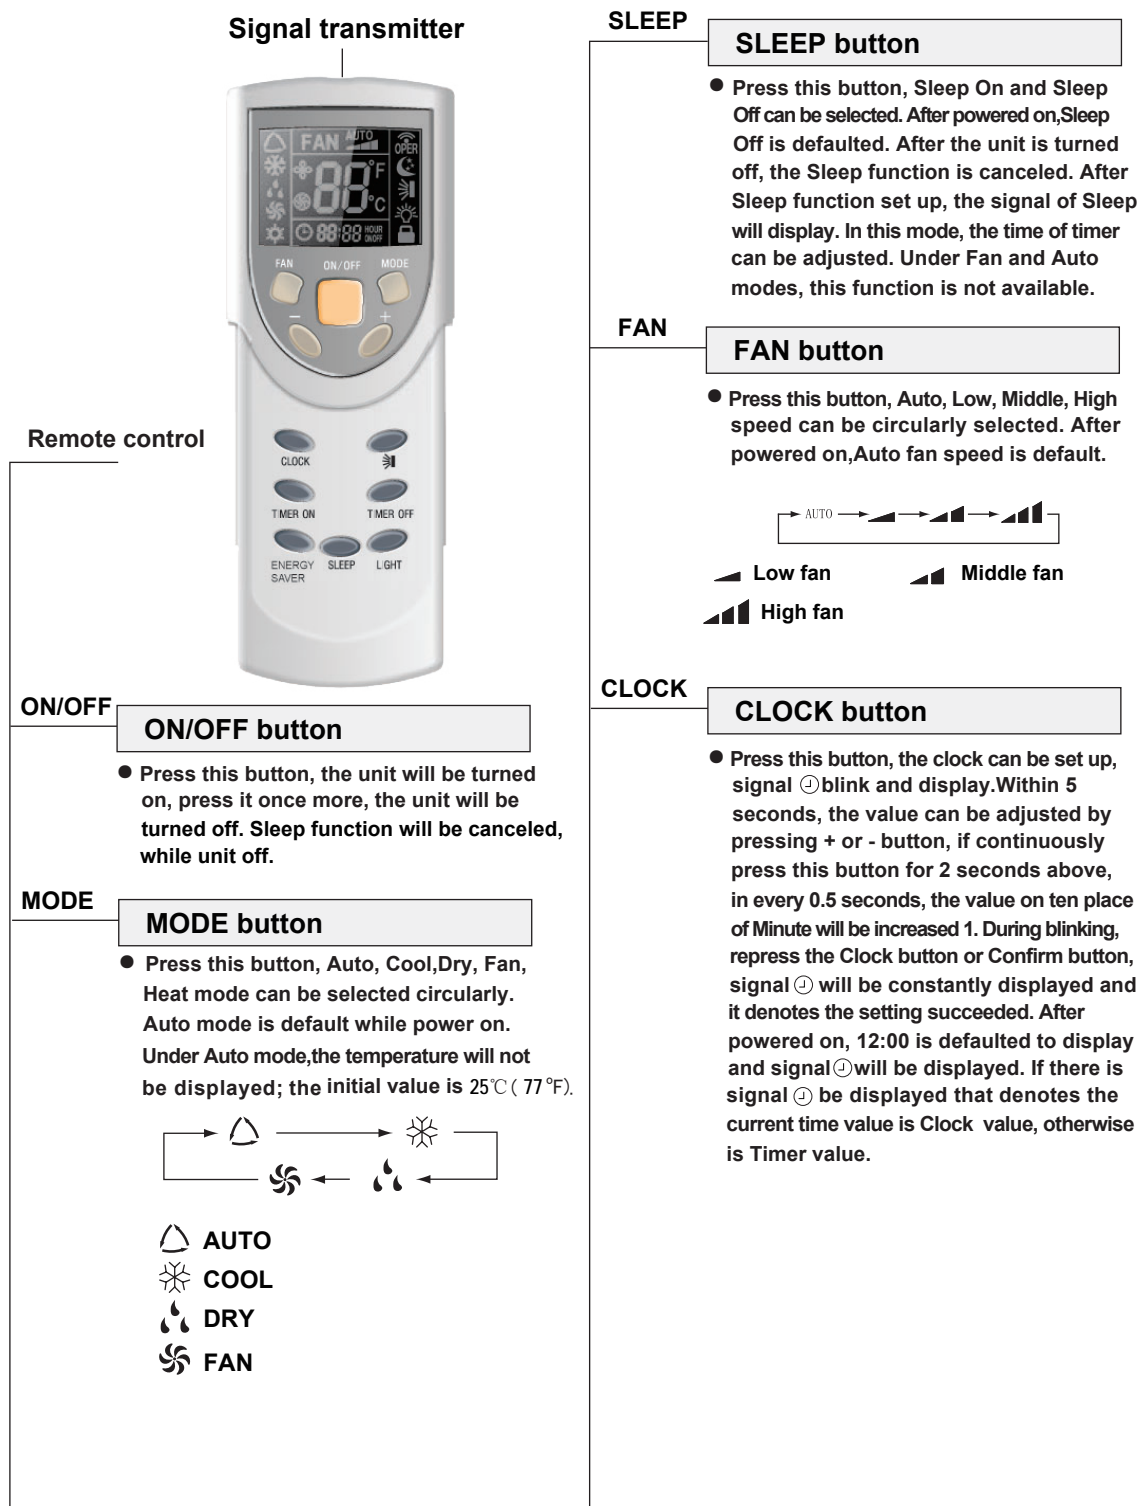 Signal transmitter
FAN AUTO
OPER
88 °F
°C
88:88 HOUR
ON/OFF
FAN ON/OFF MODE
- +
Remote control
CLOCK
TIMER ON TIMER OFF
ENERGY SAVER SLEEP LIGHT
ON/OFF
ON/OFF button
● Press this button, the unit will be turned
on, press it once more, the unit will be
turned off. Sleep function will be canceled,
while unit off.
MODE
MODE button
● Press this button, Auto, Cool,Dry, Fan,
Heat mode can be selected circularly.
Auto mode is default while power on.
Under Auto mode,the temperature will not
be displayed; the initial value is 25℃ ( 77 °F).
AUTO
COOL
DRY
FAN
SLEEP
SLEEP button
● Press this button, Sleep On and Sleep
Off can be selected. After powered on,Sleep
Off is defaulted. After the unit is turned
off, the Sleep function is canceled. After
Sleep function set up, the signal of Sleep
will display. In this mode, the time of timer
can be adjusted. Under Fan and Auto
modes, this function is not available.
FAN
FAN button
● Press this button, Auto, Low, Middle, High
speed can be circularly selected. After
powered on,Auto fan speed is default.
AUTO
Low fan Middle fan
High fan
CLOCK
CLOCK button
● Press this button, the clock can be set up,
signal blink and display.Within 5
seconds, the value can be adjusted by
pressing + or - button, if continuously
press this button for 2 seconds above,
in every 0.5 seconds, the value on ten place
of Minute will be increased 1. During blinking,
repress the Clock button or Confirm button,
signal will be constantly displayed and
it denotes the setting succeeded. After
powered on, 12:00 is defaulted to display
and signal will be displayed. If there is
signal be displayed that denotes the
current time value is Clock value, otherwise
is Timer value.